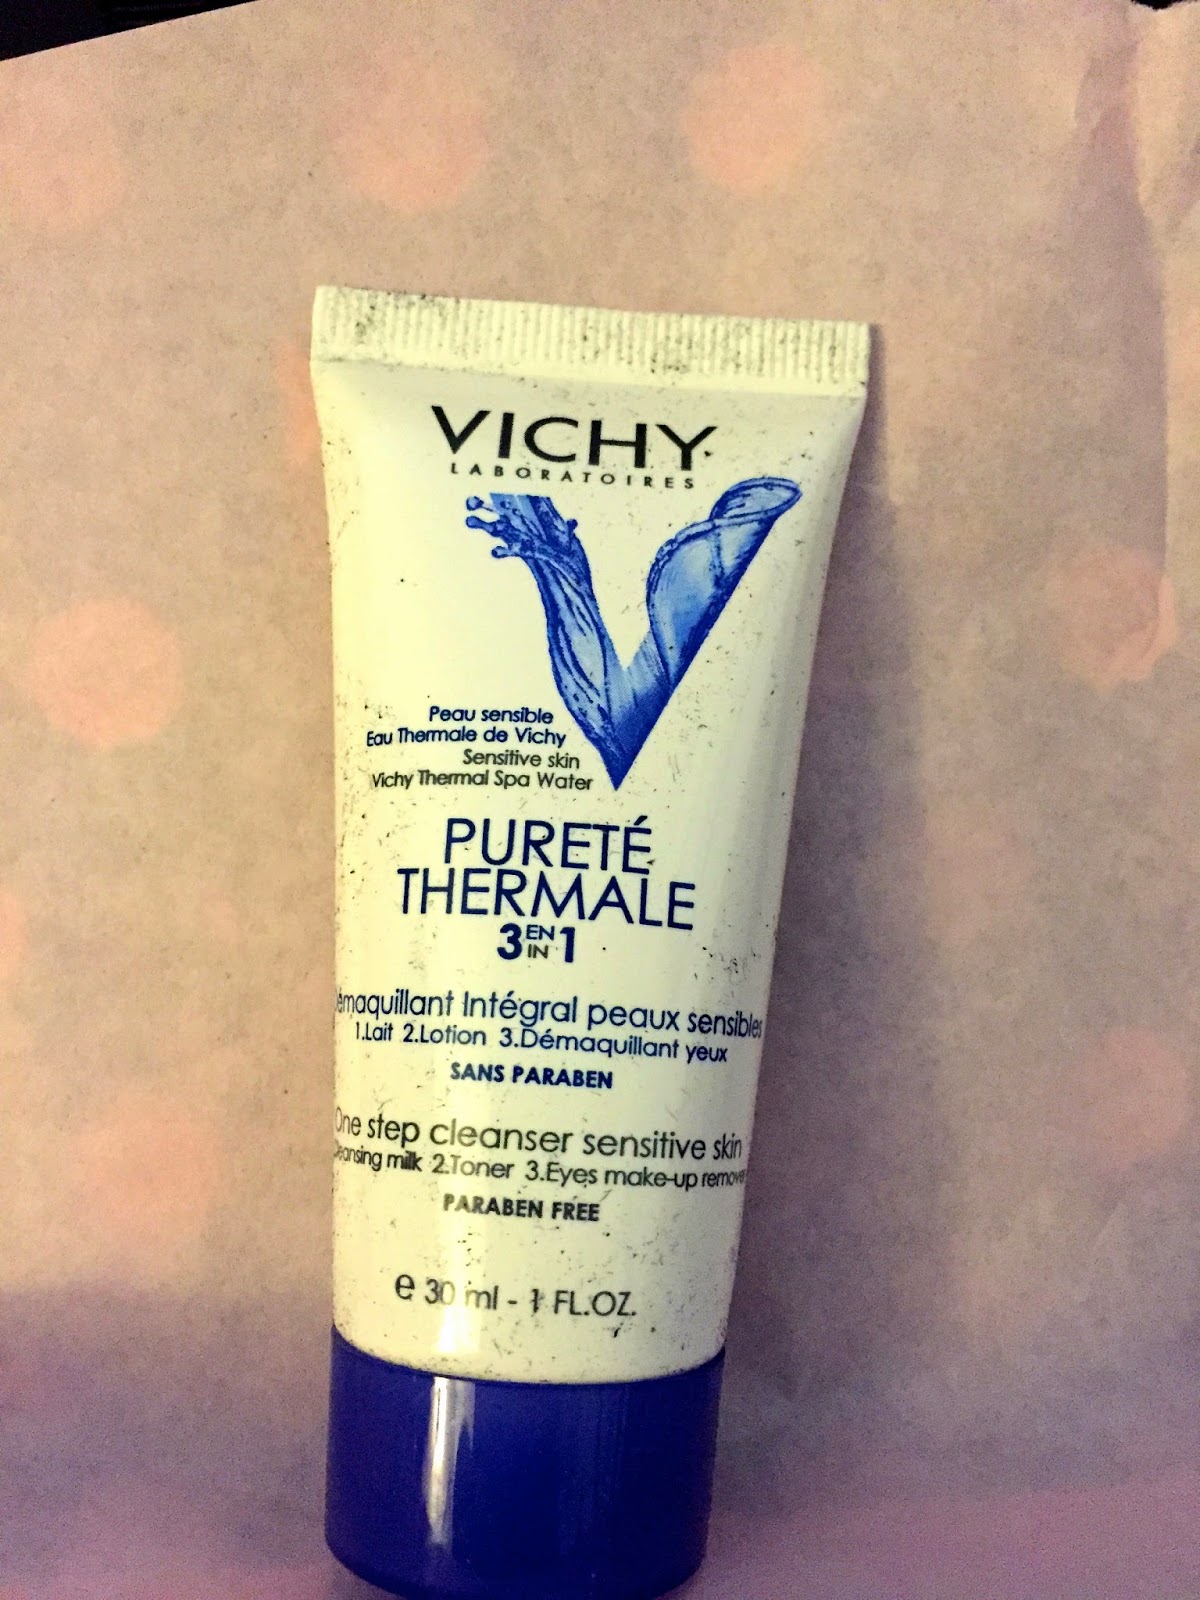 VICHY
LABORATOIRES
Peau sensible
Eau Thermale de Vichy
Sensitive skin
Vichy Thermal Spa Water
PURETÉ
THERMALE
3 EN IN 1
émaquillant Intégral peaux sensibles
1.Lait 2.Lotion 3.Démaquillant yeux
SANS PARABEN
One step cleanser sensitive skin
eansing milk 2.Toner 3.Eyes make-up remove
PARABEN FREE
e 30 ml - 1 FL.OZ.